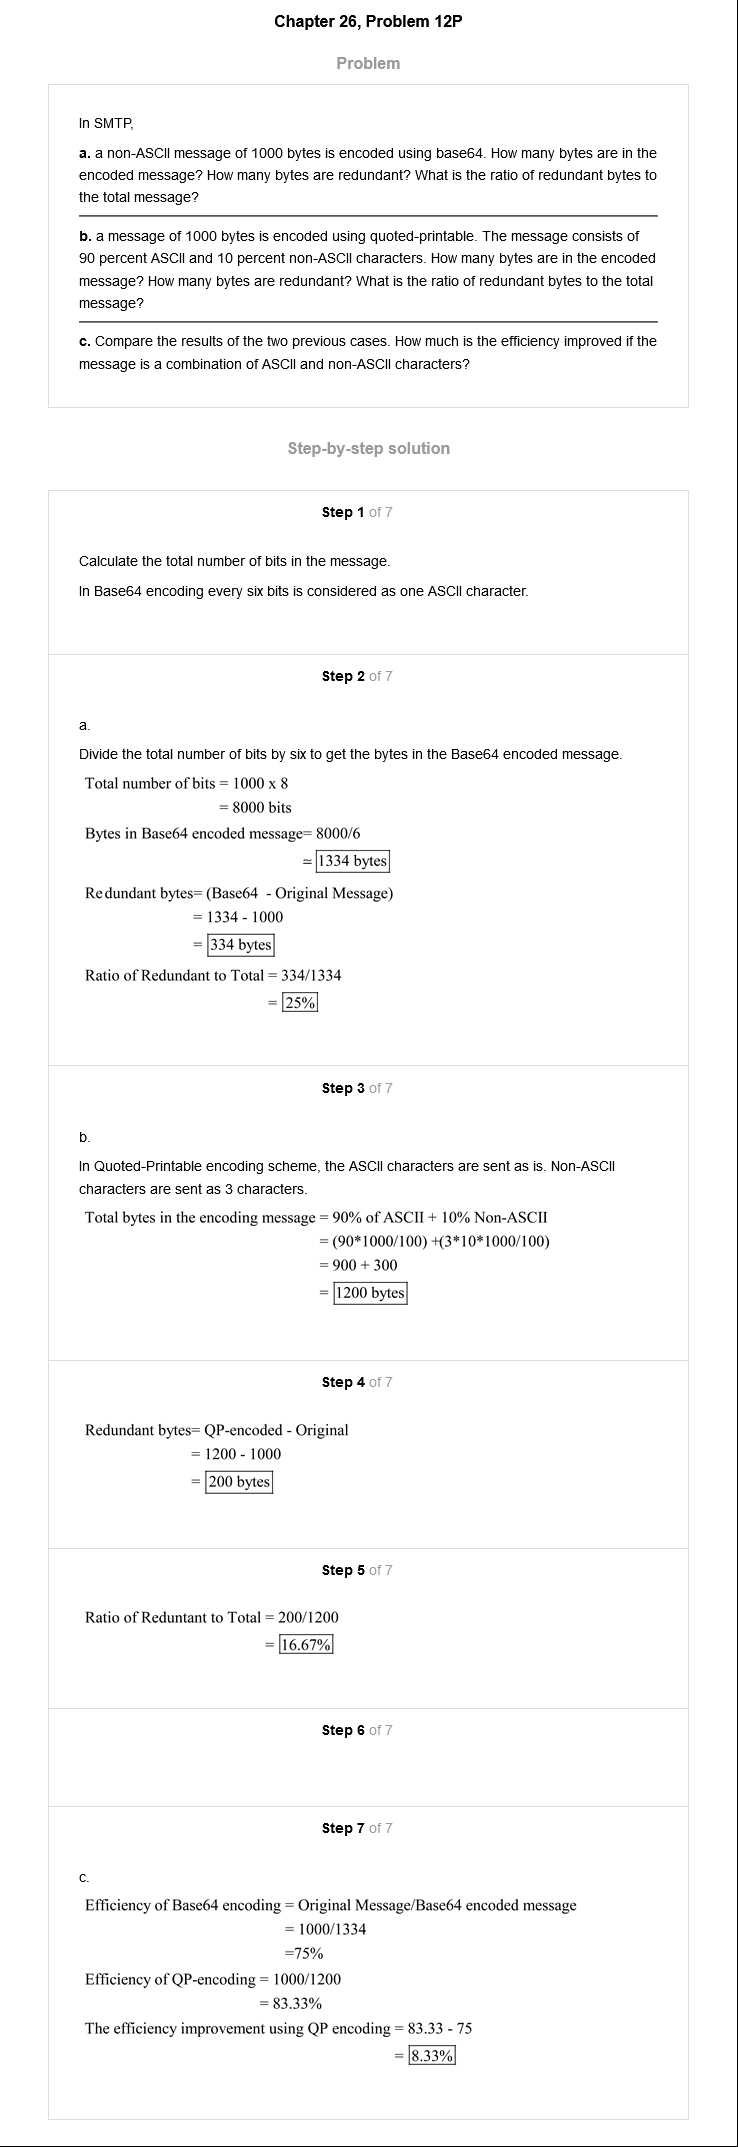 Chapter 26, Problem 12P
Problem
In SMTP,
a. a non-ASCII message of 1000 bytes is encoded using base64. How many bytes are in the
encoded message? How many bytes are redundant? What is the ratio of redundant bytes to
the total message?
b. a message of 1000 bytes is encoded using quoted-printable. The message consists of
90 percent ASCII and 10 percent non-ASCII characters. How many bytes are in the encoded
message? How many bytes are redundant? What is the ratio of redundant bytes to the total
message?
c. Compare the results of the two previous cases. How much is the efficiency improved if the
message is a combination of ASCII and non-ASCII characters?
Step-by-step solution
Step 1 of 7
Calculate the total number of bits in the message.
In Base64 encoding every six bits is considered as one ASCII character.
Step 2 of 7
a.
Divide the total number of bits by six to get the bytes in the Base64 encoded message.
Total number of bits = 1000 x 8
= 8000 bits
Bytes in Base64 encoded message= 8000/6
≃ 1334 bytes
Redundant bytes= (Base64 - Original Message)
= 1334 - 1000
= 334 bytes
Ratio of Redundant to Total = 334/1334
= 25%
Step 3 of 7
b.
In Quoted-Printable encoding scheme, the ASCII characters are sent as is. Non-ASCII
characters are sent as 3 characters.
Total bytes in the encoding message = 90% of ASCII + 10% Non-ASCII
= (90*1000/100) +(3*10*1000/100)
= 900 + 300
= 1200 bytes
Step 4 of 7
Redundant bytes= QP-encoded - Original
= 1200 - 1000
= 200 bytes
Step 5 of 7
Ratio of Reduntant to Total = 200/1200
= 16.67%
Step 6 of 7
Step 7 of 7
c.
Efficiency of Base64 encoding = Original Message/Base64 encoded message
= 1000/1334
=75%
Efficiency of QP-encoding = 1000/1200
= 83.33%
The efficiency improvement using QP encoding = 83.33 - 75
= 8.33%